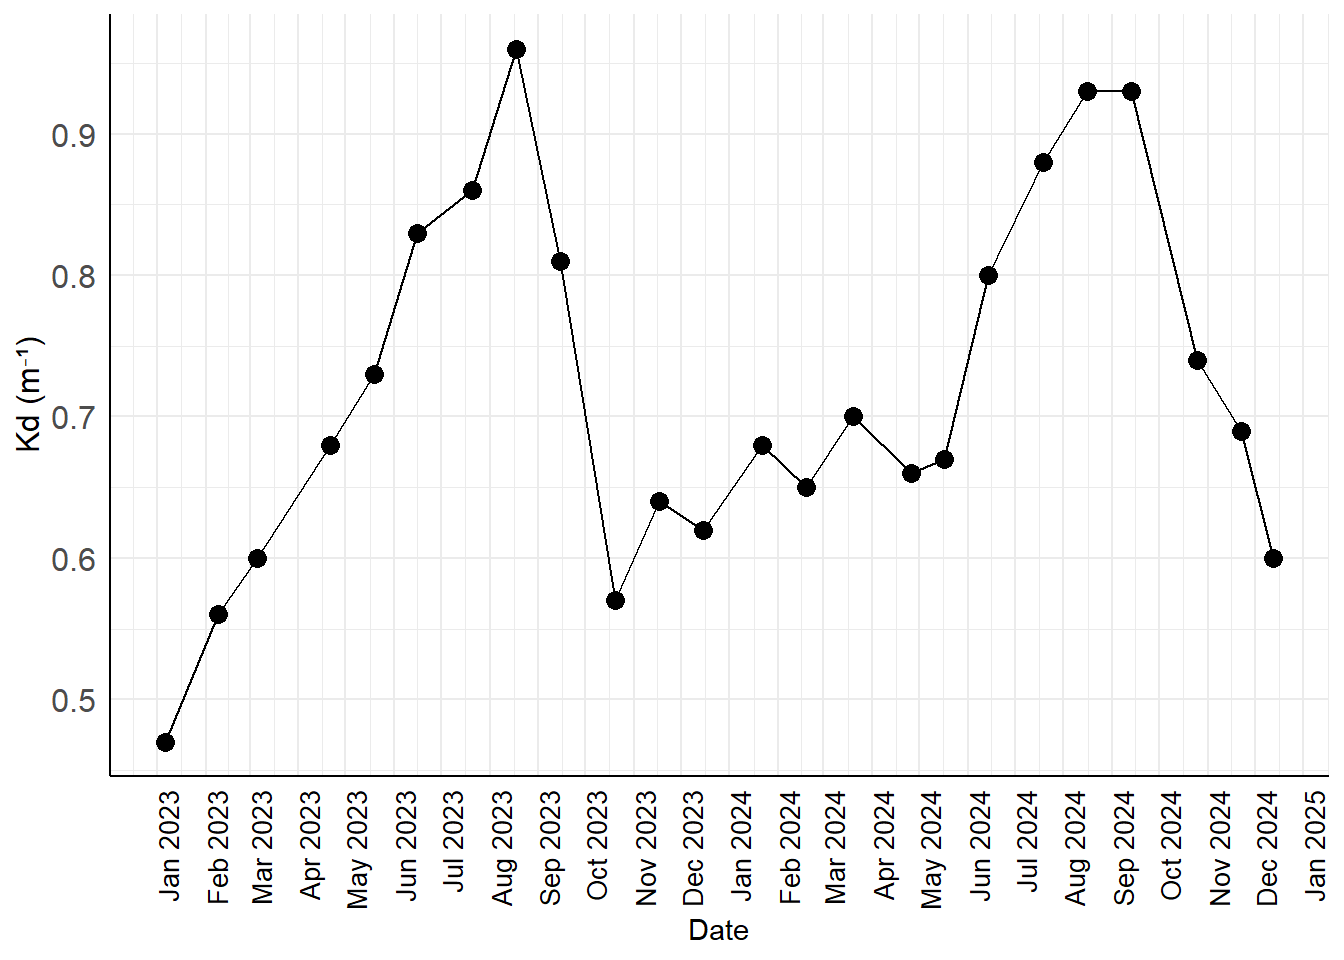 Kd (m⁻¹)
0.9
0.8
0.7
0.6
0.5
Jan 2023
Feb 2023
Mar 2023
Apr 2023
May 2023
Jun 2023
Jul 2023
Aug 2023
Sep 2023
Oct 2023
Nov 2023
Dec 2023
Jan 2024
Feb 2024
Mar 2024
Apr 2024
May 2024
Jun 2024
Jul 2024
Aug 2024
Sep 2024
Oct 2024
Nov 2024
Dec 2024
Jan 2025
Date